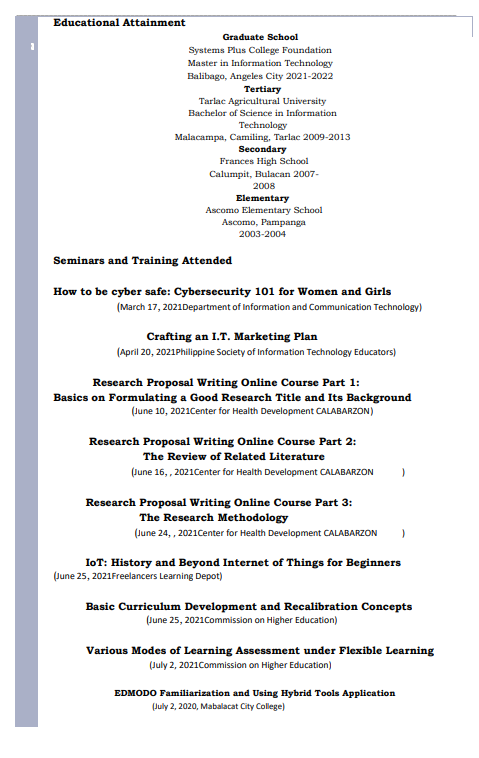 Educational Attainment
Graduate School
Systems Plus College Foundation
Master in Information Technology
Balibago, Angeles City 2021-2022
Tertiary
Tarlac Agricultural University
Bachelor of Science in Information
Technology
Malacampa, Camiling, Tarlac 2009-2013
Secondary
Frances High School
Calumpit, Bulacan 2007-
2008
Elementary
Ascomo Elementary School
Ascomo, Pampanga
2003-2004
Seminars and Training Attended
How to be cyber safe: Cybersecurity 101 for Women and Girls
(March 17, 2021Department of Information and Communication Technology)
Crafting an I.T. Marketing Plan
(April 20, 2021Philippine Society of Information Technology Educators)
Research Proposal Writing Online Course Part 1:
Basics on Formulating a Good Research Title and Its Background
(June 10, 2021Center for Health Development CALABARZON)
Research Proposal Writing Online Course Part 2:
The Review of Related Literature
(June 16, , 2021Center for Health Development CALABARZON )
Research Proposal Writing Online Course Part 3:
The Research Methodology
(June 24, , 2021Center for Health Development CALABARZON )
IoT: History and Beyond Internet of Things for Beginners
(June 25, 2021Freelancers Learning Depot)
Basic Curriculum Development and Recalibration Concepts
(June 25, 2021Commission on Higher Education)
Various Modes of Learning Assessment under Flexible Learning
(July 2, 2021Commission on Higher Education)
EDMODO Familiarization and Using Hybrid Tools Application
(July 2, 2020, Mabalacat City College)